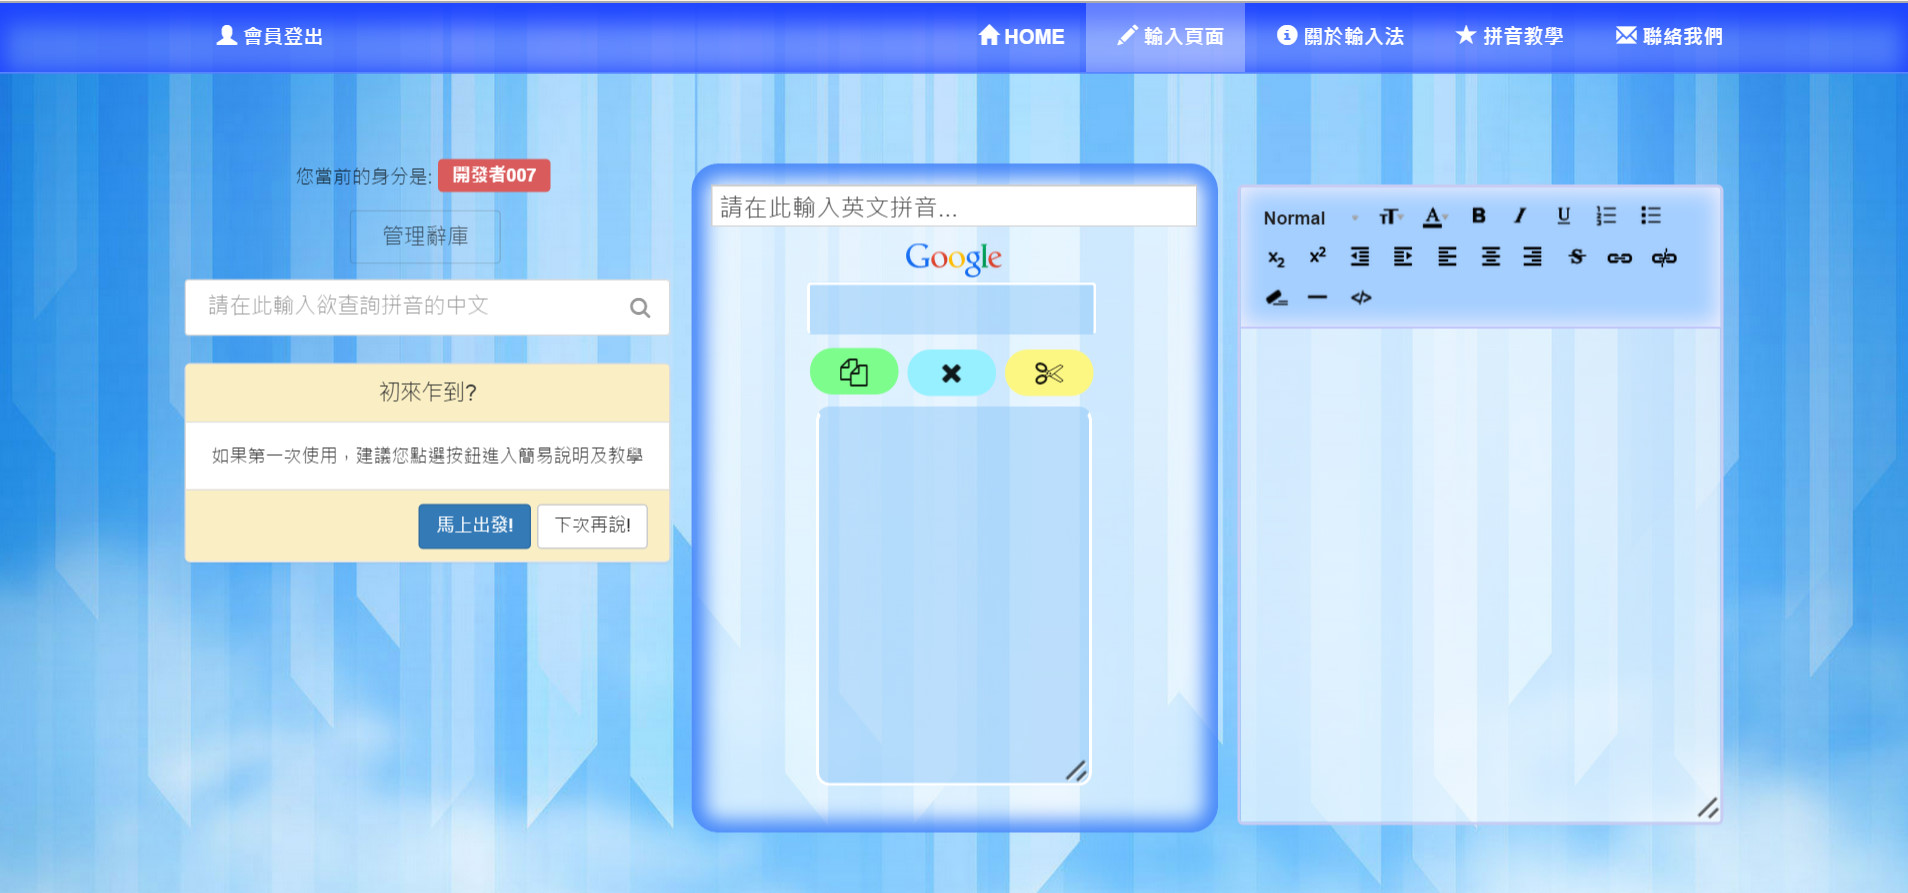 會員登出
HOME
輸入頁面
關於輸入法
拼音教學
聯絡我們
您當前的身分是: 開發者007
管理辭庫
請在此輸入欲查詢拼音的中文
初來乍到?
如果第一次使用，建議您點選按鈕進入簡易說明及教學
馬上出發!
下次再說!
請在此輸入英文拼音...
Google
Normal